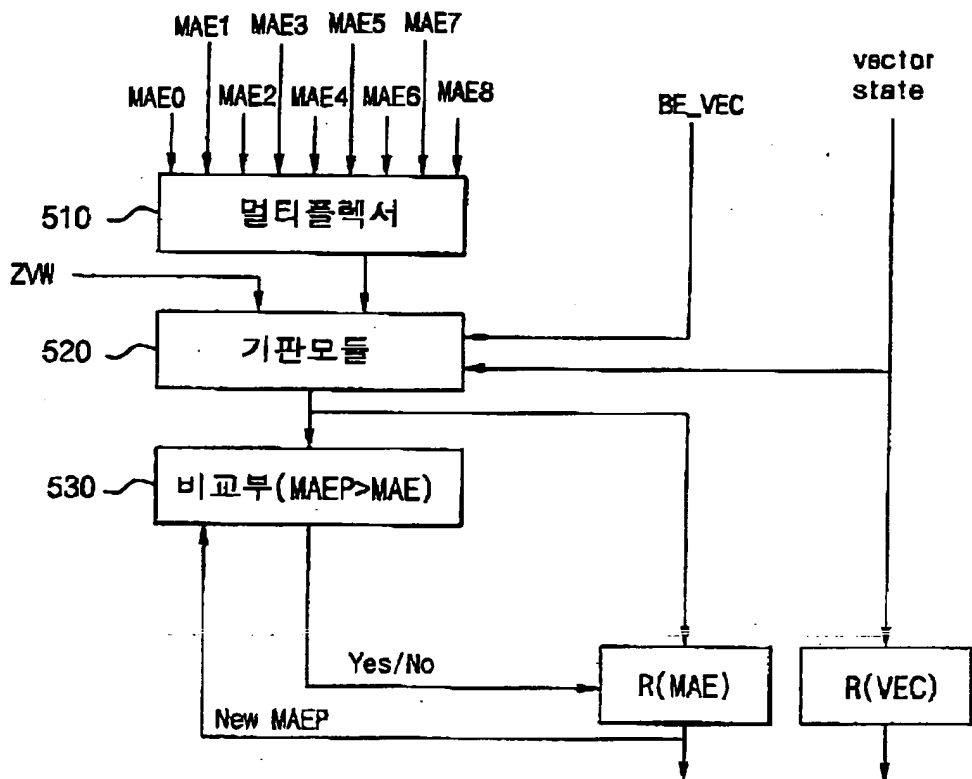 MAE1 MAE3 MAE5 MAE7
MAE0 MAE2 MAE4 MAE6 MAE8
BE_VEC
vector
state
510
멀티플렉서
ZVW
520
기판모듈
530
비교부(MAEP>MAE)
Yes/No
R(MAE)
R(VEC)
New MAEP